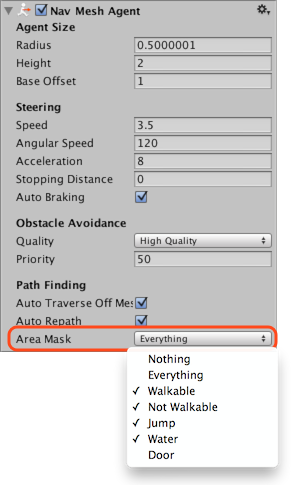 Nav Mesh Agent
Agent Size
Radius 0.5000001
Height 2
Base Offset 1
Steering
Speed 3.5
Angular Speed 120
Acceleration 8
Stopping Distance 0
Auto Braking
Obstacle Avoidance
Quality High Quality
Priority 50
Path Finding
Auto Traverse Off Mes
Auto Repath
Area Mask Everything
Nothing
Everything
✓ Walkable
✓ Not Walkable
✓ Jump
✓ Water
Door